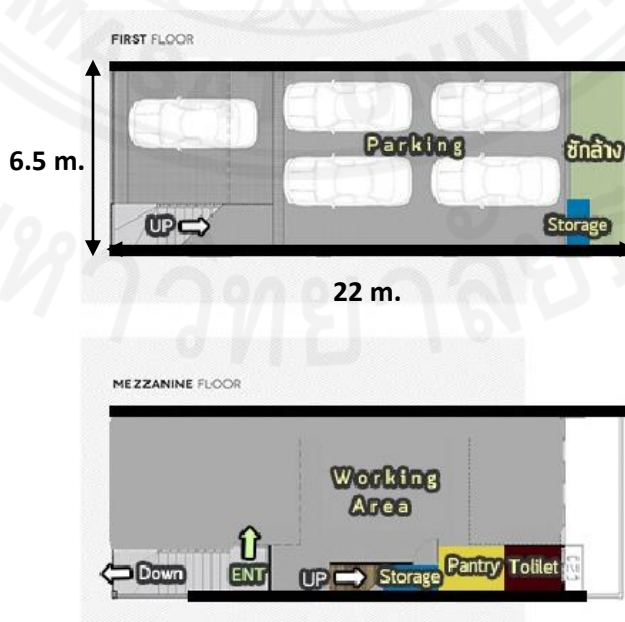 FIRST FLOOR
6.5 m.
Parking
ซักล้าง
UP
Storage
22 m.
MEZZANINE FLOOR
Working
Area
Down
ENT
UP
Storage
Pantry
Tolilet